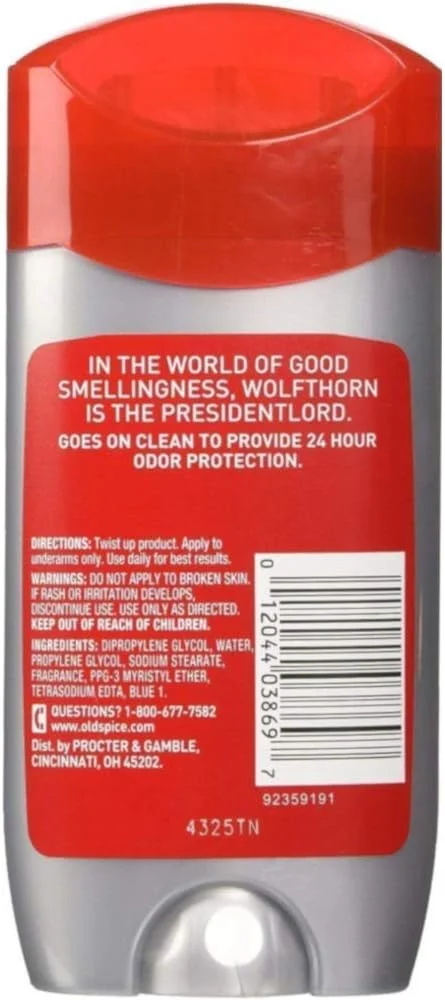 IN THE WORLD OF GOOD
SMELLINGNESS, WOLFTHORN
IS THE PRESIDENTLORD.
GOES ON CLEAN TO PROVIDE 24 HOUR
ODOR PROTECTION.
DIRECTIONS: Twist up product. Apply to
underarms only. Use daily for best results.
WARNINGS: DO NOT APPLY TO BROKEN SKIN.
IF RASH OR IRRITATION DEVELOPS,
DISCONTINUE USE. USE ONLY AS DIRECTED.
KEEP OUT OF REACH OF CHILDREN.
INGREDIENTS: DIPROPYLENE GLYCOL, WATER,
PROPYLENE GLYCOL, SODIUM STEARATE,
FRAGRANCE, PPG-3 MYRISTYL ETHER,
TETRASODIUM EDTA, BLUE 1.
QUESTIONS? 1-800-677-7582
www.oldspice.com
Dist. by PROCTER & GAMBLE,
CINCINNATI, OH 45202.
0 12044 03869 7
92359191
4325TN